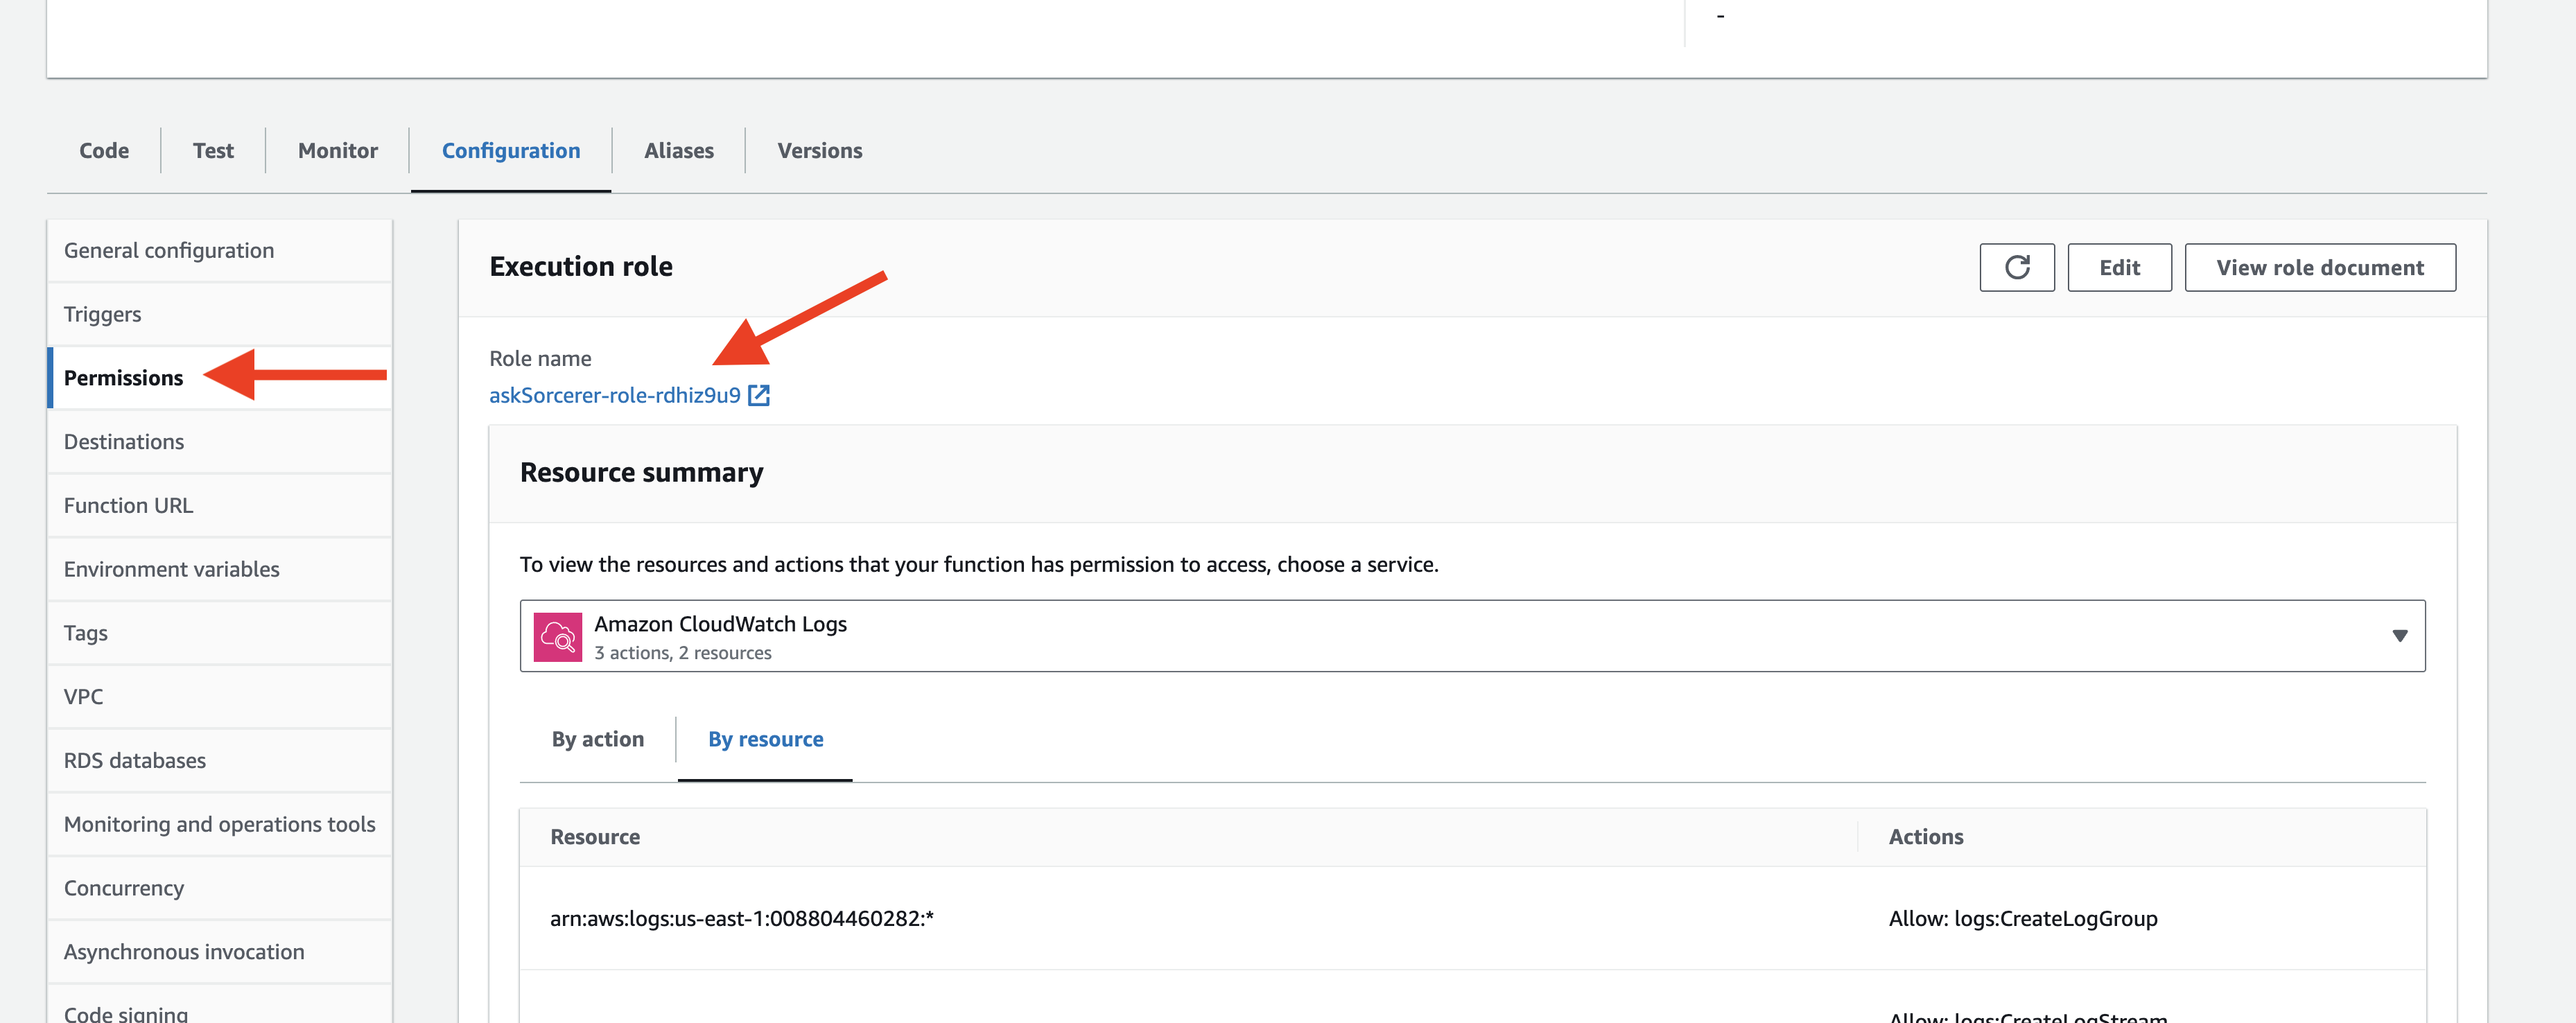 -
Code
Test
Monitor
Configuration
Aliases
Versions
General configuration
Triggers
Permissions
Destinations
Function URL
Environment variables
Tags
VPC
RDS databases
Monitoring and operations tools
Concurrency
Asynchronous invocation
Code signing
Execution role
Edit
View role document
Role name
askSorcerer-role-rdhiz9u9
Resource summary
To view the resources and actions that your function has permission to access, choose a service.
Amazon CloudWatch Logs
3 actions, 2 resources
By action
By resource
Resource
Actions
arn:aws:logs:us-east-1:008804460282:*
Allow: logs:CreateLogGroup
Allow: logs:CreateLogStream